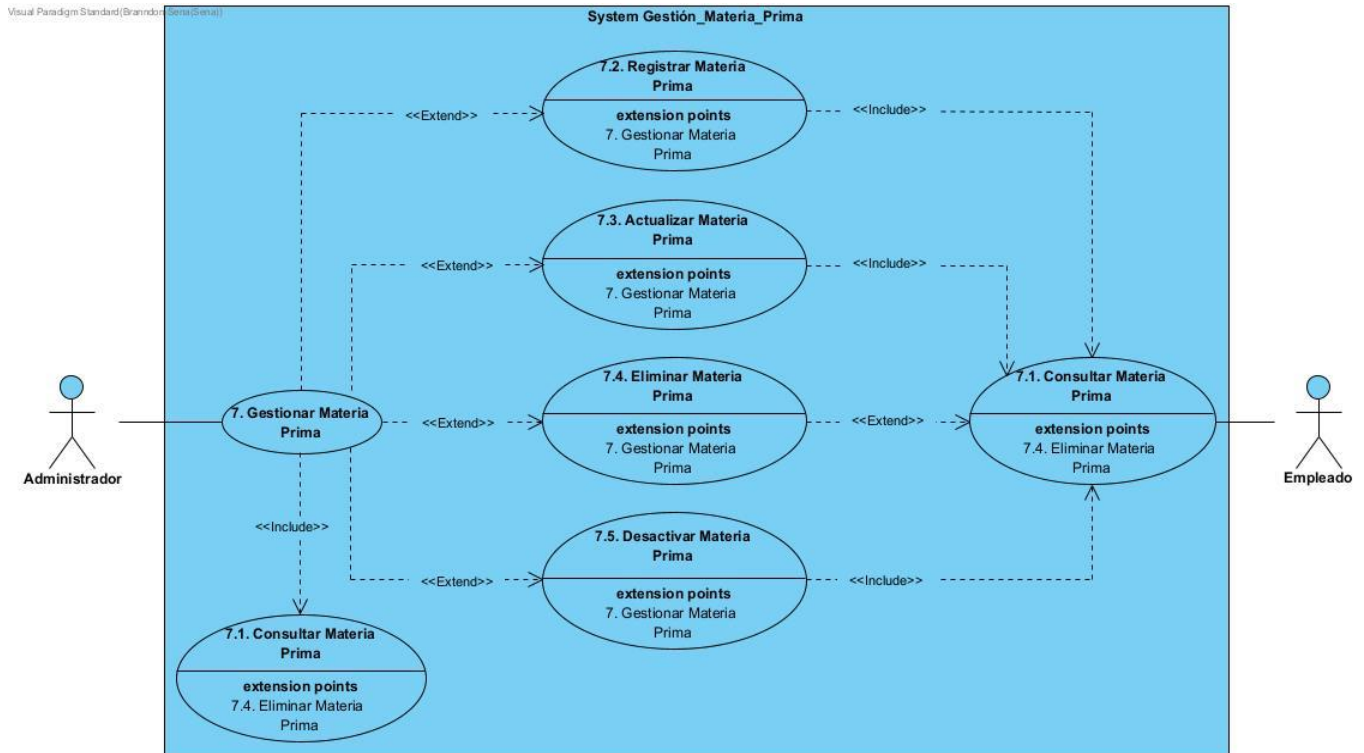 Visual Paradigm Standard(Branndon Sena(Sena))
System Gestión_Materia_Prima
7.2. Registrar Materia
Prima
extension points
7. Gestionar Materia
Prima
<<Extend>>
<<Include>>
7.3. Actualizar Materia
Prima
extension points
7. Gestionar Materia
Prima
<<Extend>>
<<Include>>
7.4. Eliminar Materia
Prima
extension points
7. Gestionar Materia
Prima
<<Extend>>
<<Extend>>
7.1. Consultar Materia
Prima
extension points
7.4. Eliminar Materia
Prima
7. Gestionar Materia
Prima
Administrador
Empleado
<<Include>>
7.5. Desactivar Materia
Prima
extension points
7. Gestionar Materia
Prima
<<Extend>>
<<Include>>
7.1. Consultar Materia
Prima
extension points
7.4. Eliminar Materia
Prima